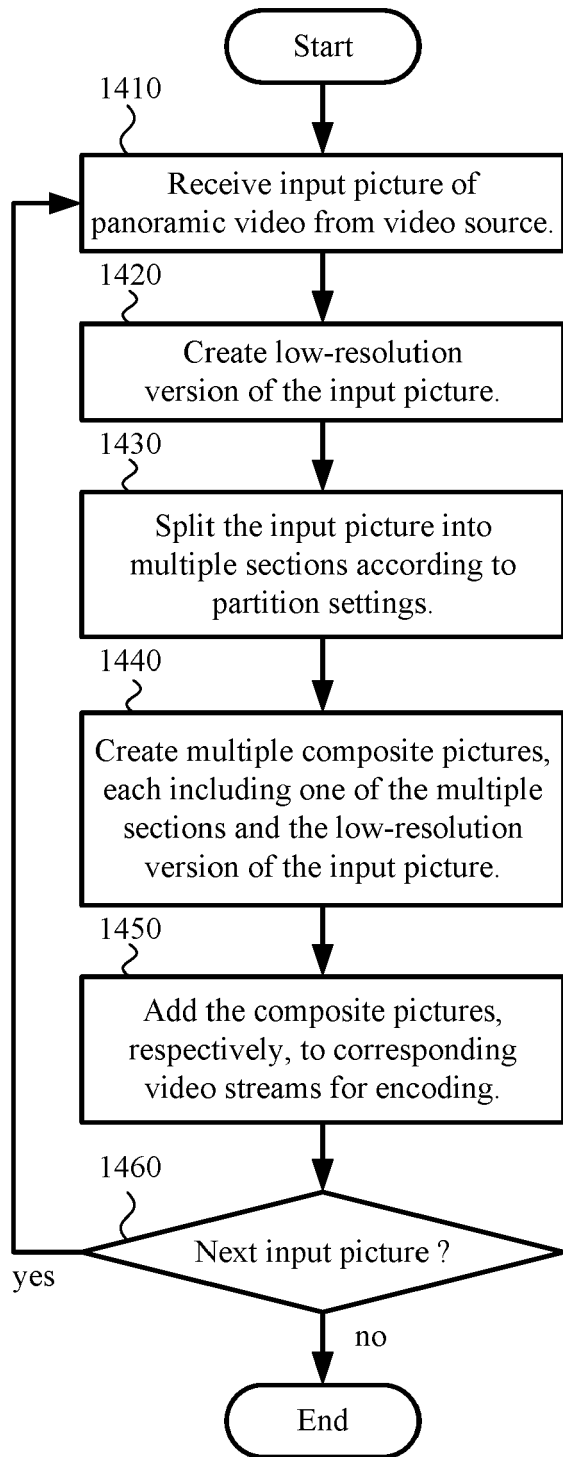 Start
1410
Receive input picture of
panoramic video from video source.
1420
Create low-resolution
version of the input picture.
1430
Split the input picture into
multiple sections according to
partition settings.
1440
Create multiple composite pictures,
each including one of the multiple
sections and the low-resolution
version of the input picture.
1450
Add the composite pictures,
respectively, to corresponding
video streams for encoding.
1460
Next input picture ?
yes
no
End